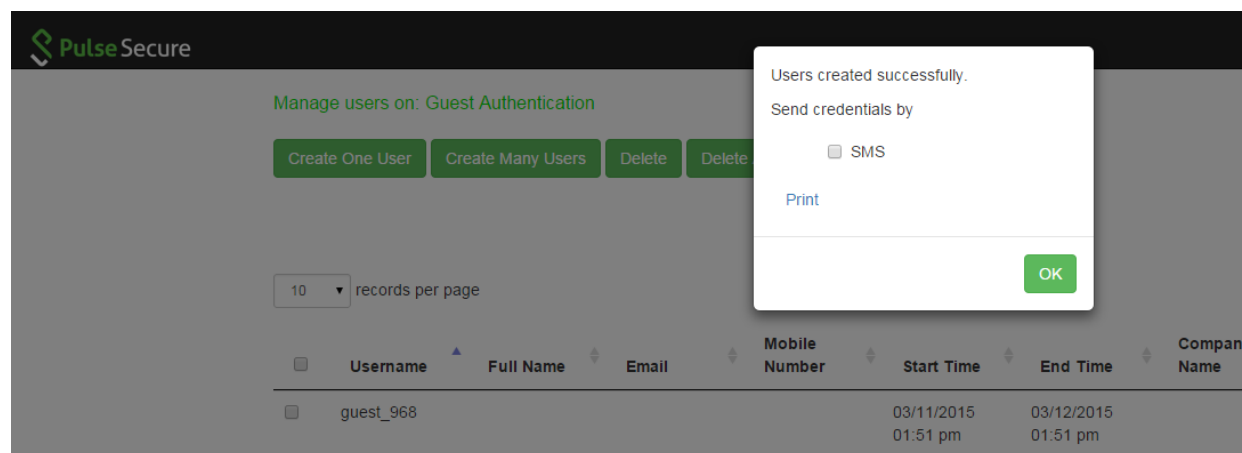 Pulse Secure
Users created successfully.
Manage users on: Guest Authentication
Send credentials by
Create One User Create Many Users Delete Delete
SMS
Print
OK
10 records per page
Username Full Name Email Mobile Number Start Time End Time Name
guest_968 03/11/2015 03/12/2015
01:51 pm 01:51 pm